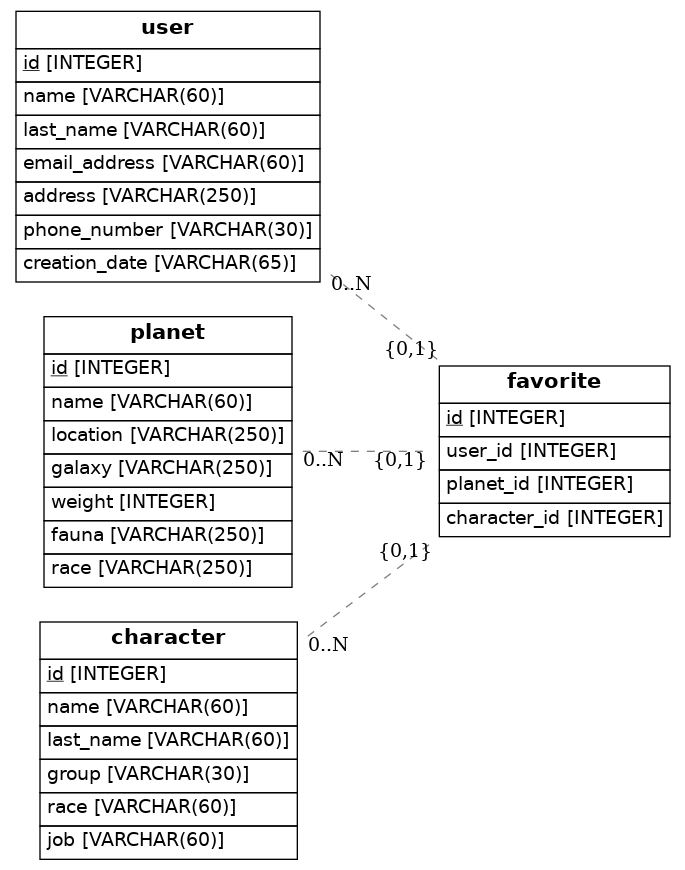 user
id [INTEGER]
name [VARCHAR(60)]
last_name [VARCHAR(60)]
email_address [VARCHAR(60)]
address [VARCHAR(250)]
phone_number [VARCHAR(30)]
creation_date [VARCHAR(65)]
0..N
{0,1}
planet
id [INTEGER]
name [VARCHAR(60)]
location [VARCHAR(250)]
galaxy [VARCHAR(250)]
weight [INTEGER]
fauna [VARCHAR(250)]
race [VARCHAR(250)]
0..N
{0,1}
favorite
id [INTEGER]
user_id [INTEGER]
planet_id [INTEGER]
character_id [INTEGER]
{0,1}
0..N
character
id [INTEGER]
name [VARCHAR(60)]
last_name [VARCHAR(60)]
group [VARCHAR(30)]
race [VARCHAR(60)]
job [VARCHAR(60)]